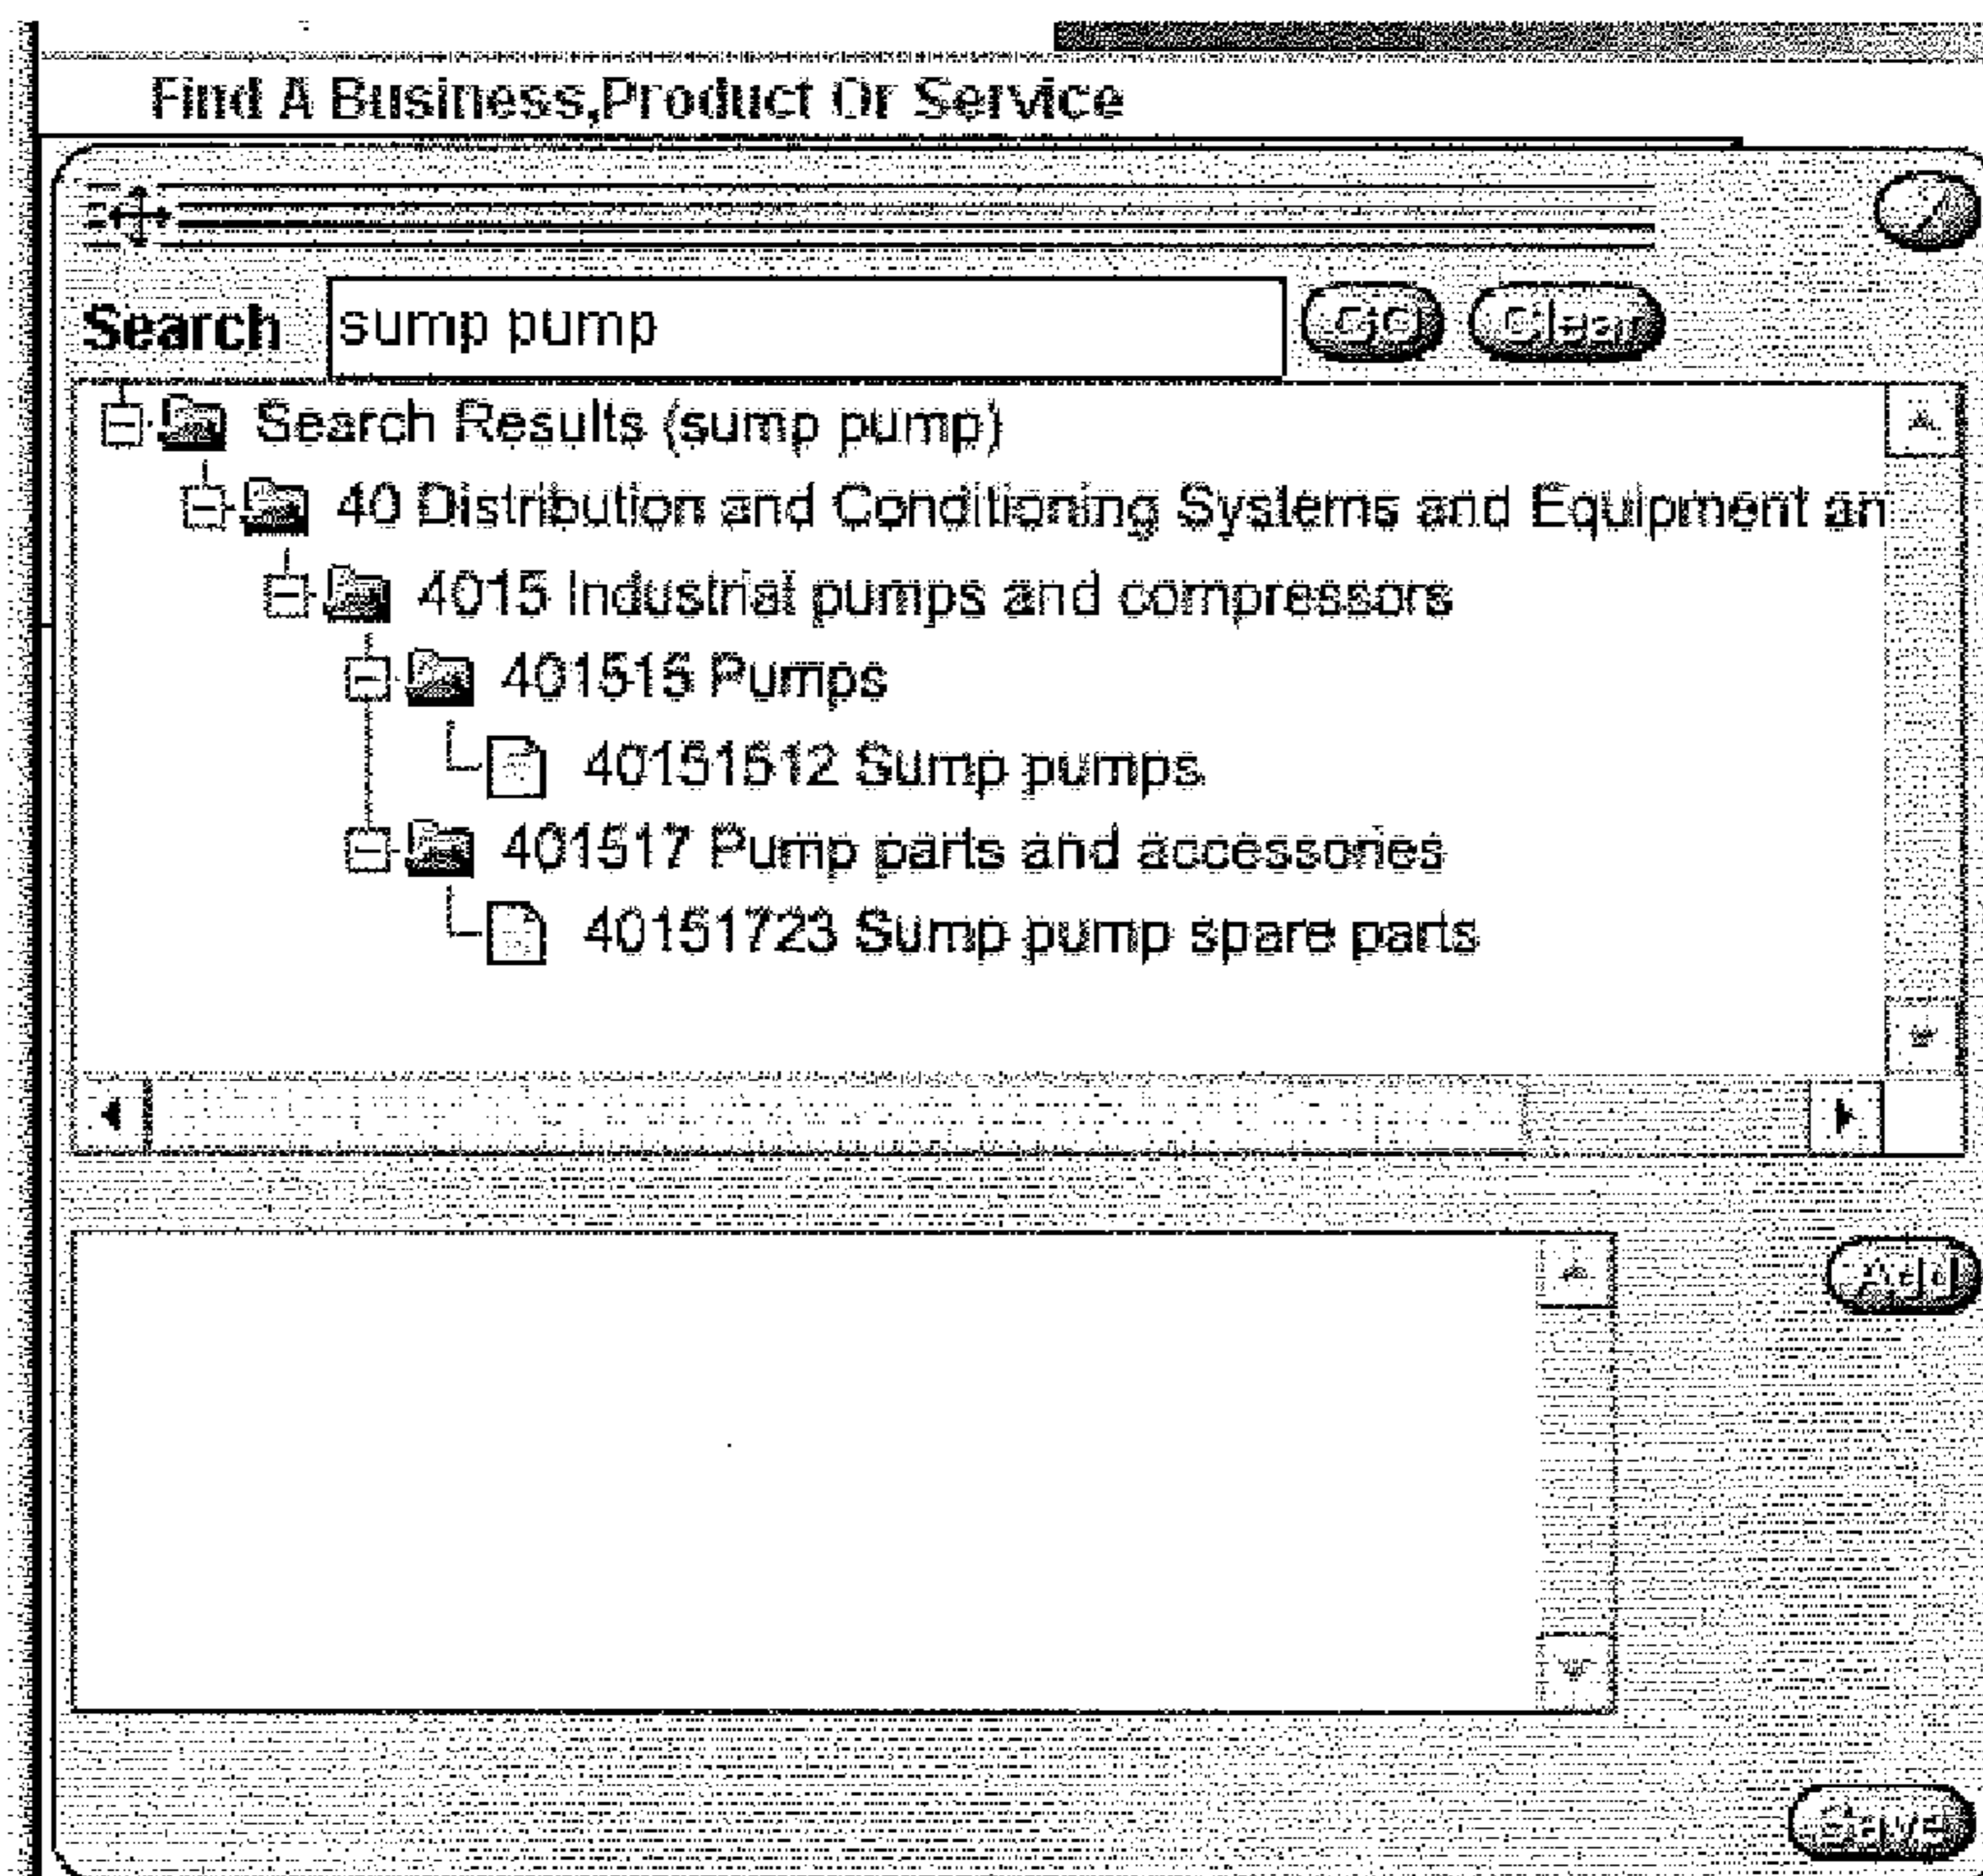 Find A Business,Product Or Service
?
Search sump pump GO Clear
Search Results (sump pump)
40 Distribution and Conditioning Systems and Equipment an
4015 Industrial pumps and compressors
401515 Pumps
40151512 Sump pumps
401517 Pump parts and accessories
40151723 Sump pump spare parts
Add
Save